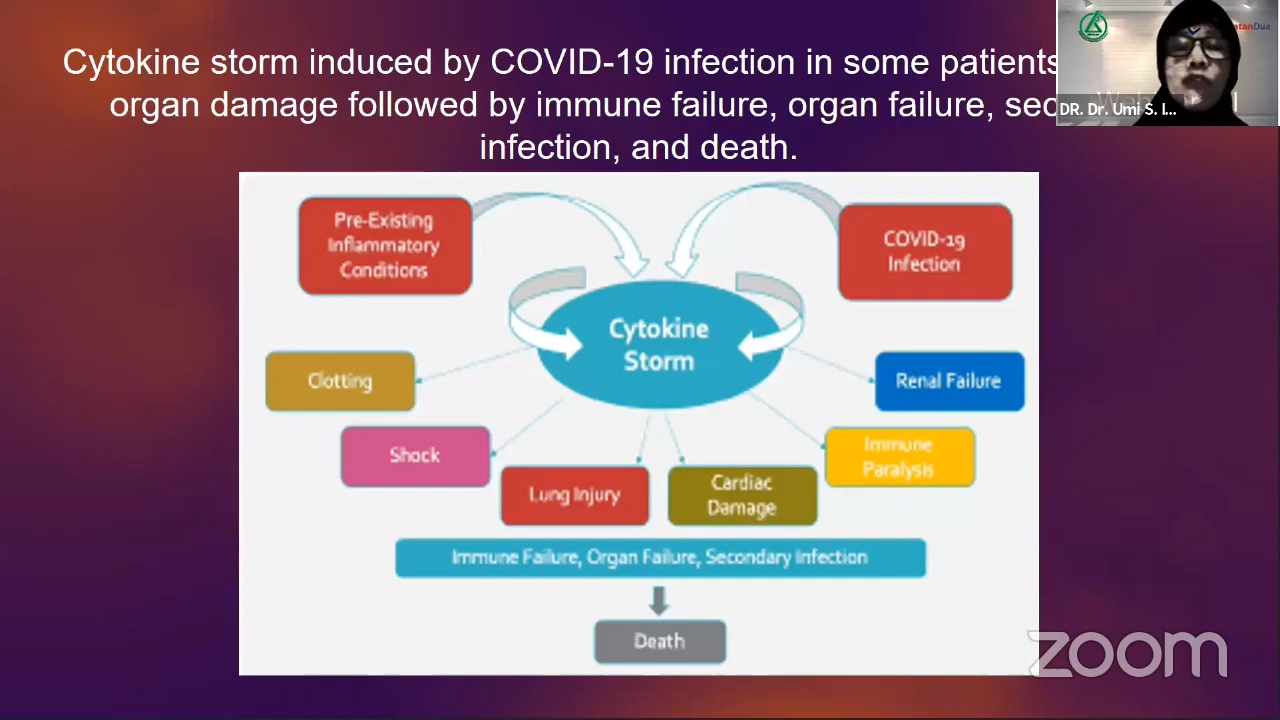 Cytokine storm induced by COVID-19 infection in some patients
organ damage followed by immune failure, organ failure, sec
infection, and death.
DR. Dr. Umi S. I...
Pre-Existing
Inflammatory
Conditions
COVID-19
Infection
Cytokine
Storm
Clotting
Renal Failure
Shock
Immune
Paralysis
Lung Injury
Cardiac
Damage
Immune Failure, Organ Failure, Secondary Infection
Death
zoom